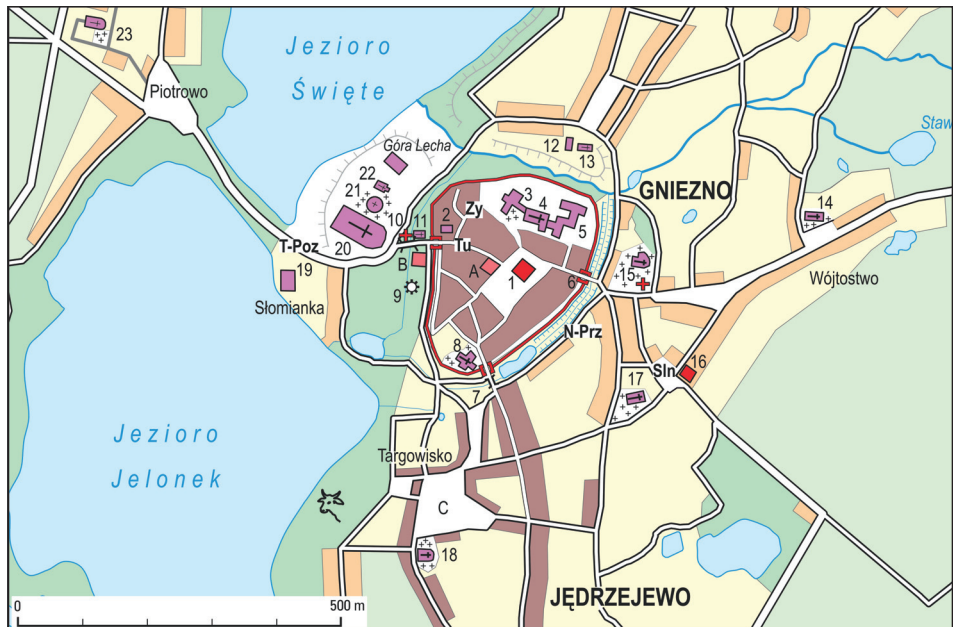 23
Jezioro
Święte
Piotrowo
Góra Lecha
12
13
Staw
22
21
3
4
GNIEZNO
Zy
14
10
11
2
5
20
T-Poz
Tu
B
A
1
6
15
Wójtostwo
19
9
Słomianka
N-Prz
8
Sln
16
7
17
Jezioro
Jelonek
Targowisko
C
18
JĘDRZEJEWO
0
500 m